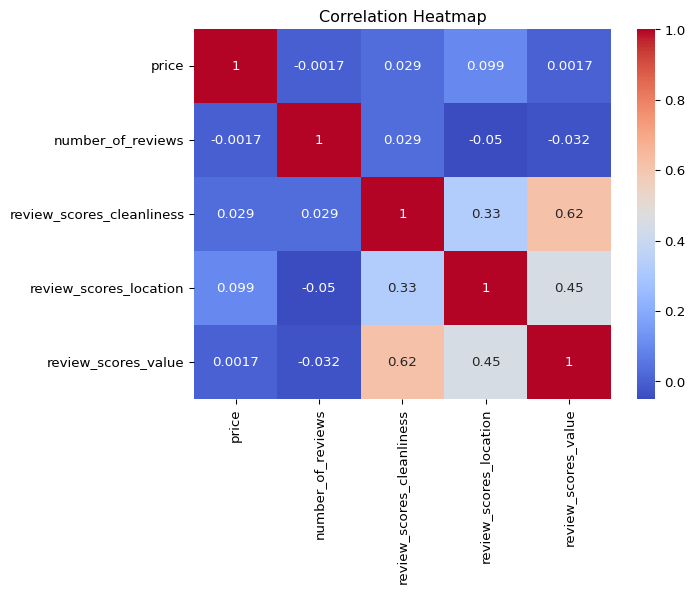 Correlation Heatmap
price 1 -0.0017 0.029 0.099 0.0017
number_of_reviews -0.0017 1 0.029 -0.05 -0.032
review_scores_cleanliness 0.029 0.029 1 0.33 0.62
review_scores_location 0.099 -0.05 0.33 1 0.45
review_scores_value 0.0017 -0.032 0.62 0.45 1
price
number_of_reviews
review_scores_cleanliness
review_scores_location
review_scores_value
1.0
0.8
0.6
0.4
0.2
0.0